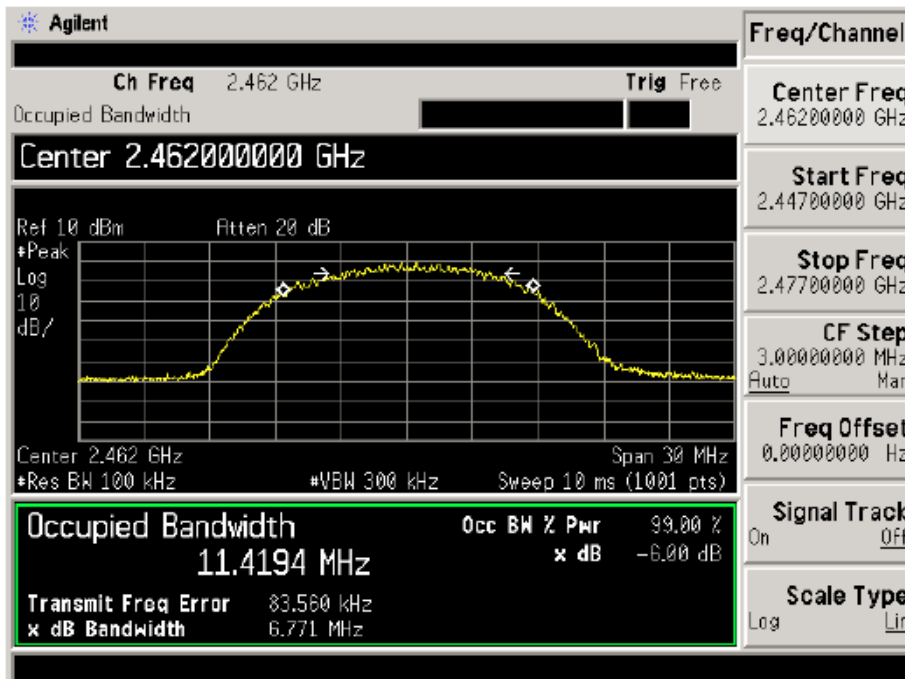 Agilent
Freq/Channel
Ch Freq 2.462 GHz Trig Free
Occupied Bandwidth
Center 2.462000000 GHz
Ref 10 dBm Atten 20 dB
#Peak
Log
10
dB/
Center 2.462 GHz Span 30 MHz
#Res BW 100 kHz #VBW 300 kHz Sweep 10 ms (1001 pts)
Occupied Bandwidth
11.4194 MHz
Occ BW % Pwr 99.00 %
x dB -6.00 dB
Transmit Freq Error 83.560 kHz
x dB Bandwidth 6.771 MHz
Center Freq
2.46200000 GHz
Start Freq
2.44700000 GHz
Stop Freq
2.47700000 GHz
CF Step
3.00000000 MHz
Auto Man
Freq Offset
0.00000000 Hz
Signal Track
On Off
Scale Type
Log Lin